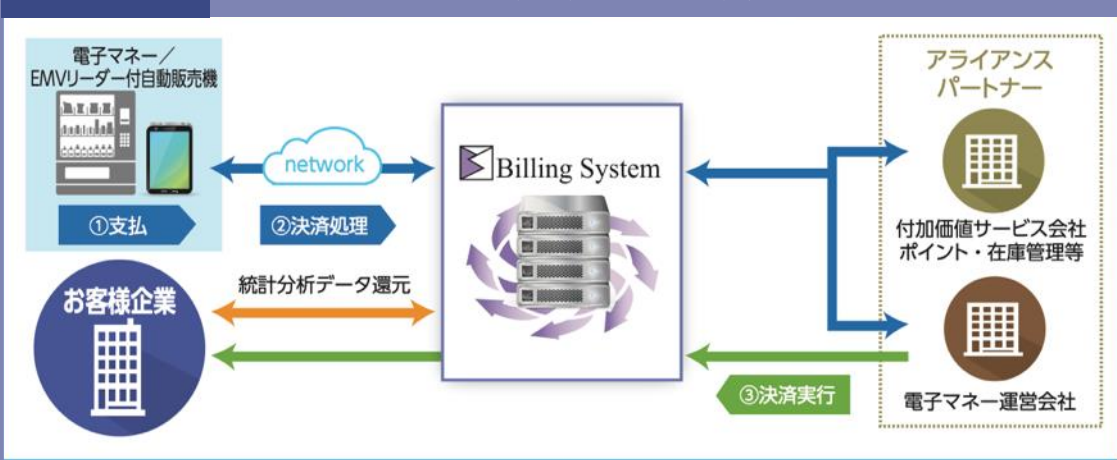 電子マネー／
EMVリーダー付自動販売機
①支払
network
②決済処理
Billing System
アライアンス
パートナー
付加価値サービス会社
ポイント・在庫管理等
お客様企業
統計分析データ還元
③決済実行
電子マネー運営会社